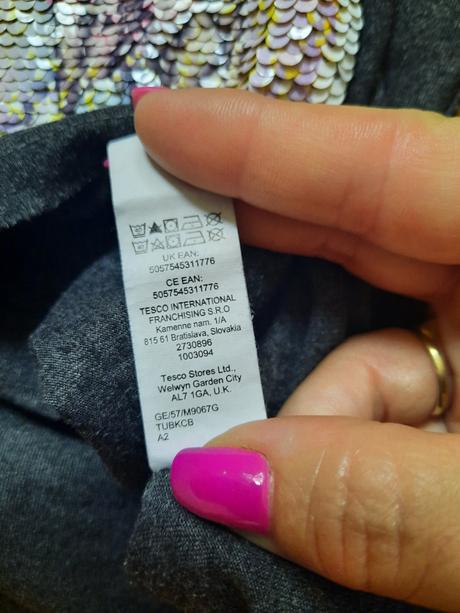 UK EAN:
5057545311776
CE EAN:
5057545311776
TESCO INTERNATIONAL
FRANCHISING S.R.O
Kamenne nam. 1/A
815 61 Bratislava, Slovakia
2730896
1003094
Tesco Stores Ltd.,
Welwyn Garden City
AL7 1GA, U.K.
GE/57/M9067G
TUBKCB
A2